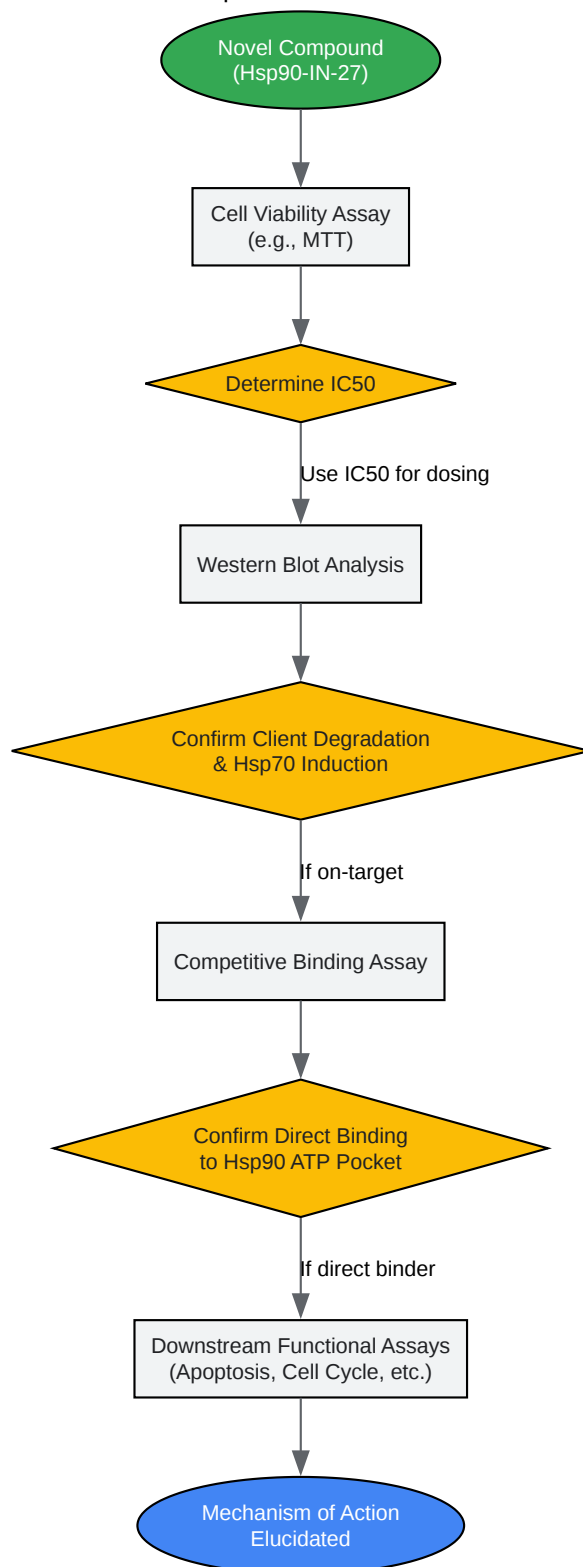 Novel Compound
(Hsp90-IN-27)
Cell Viability Assay
(e.g., MTT)
Determine IC50
Use IC50 for dosing
Western Blot Analysis
Confirm Client Degradation
& Hsp70 Induction
If on-target
Competitive Binding Assay
Confirm Direct Binding
to Hsp90 ATP Pocket
If direct binder
Downstream Functional Assays
(Apoptosis, Cell Cycle, etc.)
Mechanism of Action
Elucidated